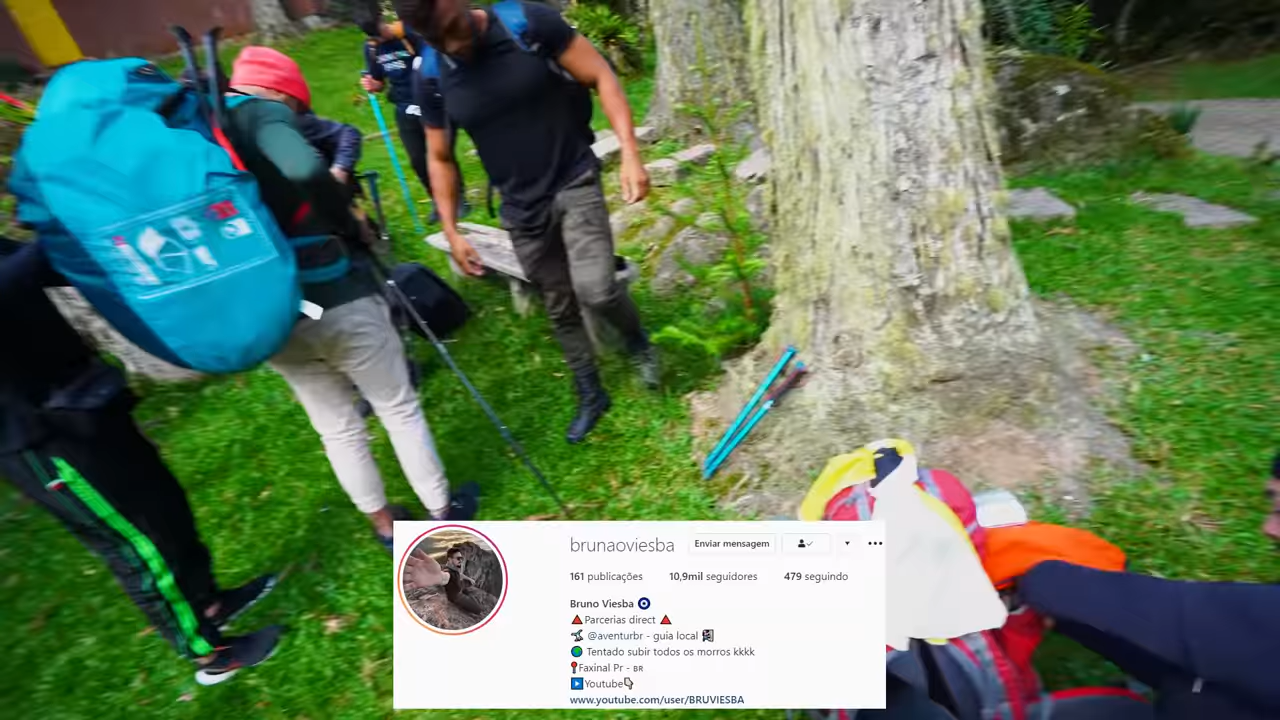 brunaoviesba Enviar mensagem
161 publicações 10,9mil seguidores 479 seguindo
Bruno Viesba
Parcerias direct
@aventurbr - guia local
Tentado subir todos os morros kkkk
Faxinal Pr - BR
Youtube
www.youtube.com/user/BRUVIESBA